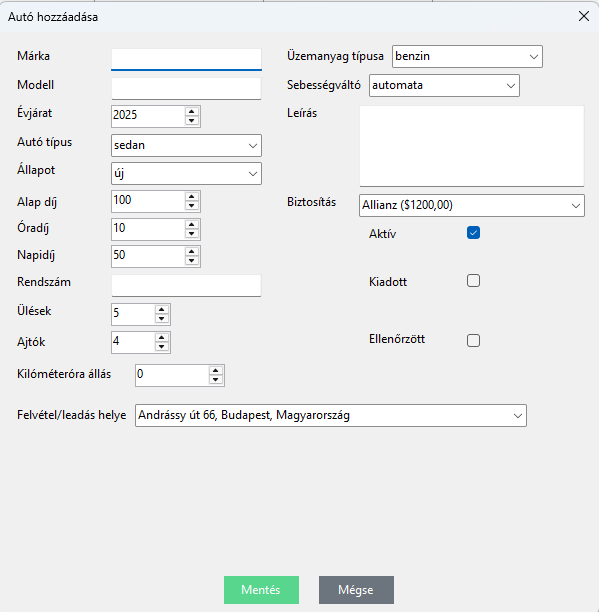 Autó hozzáadása
Márka
Modell
Évjárat 2025
Autó típus sedan
Állapot új
Alap díj 100
Óradíj 10
Napidíj 50
Rendszám
Ülések 5
Ajtók 4
Kilóméteróra állás 0
Felvétel/leadás helye Andrássy út 66, Budapest, Magyarország
Üzemanyag típusa benzin
Sebességváltó automata
Leírás
Biztosítás Allianz ($1200,00)
Aktív
Kiadott
Ellenőrzött
Mentés
Mégse